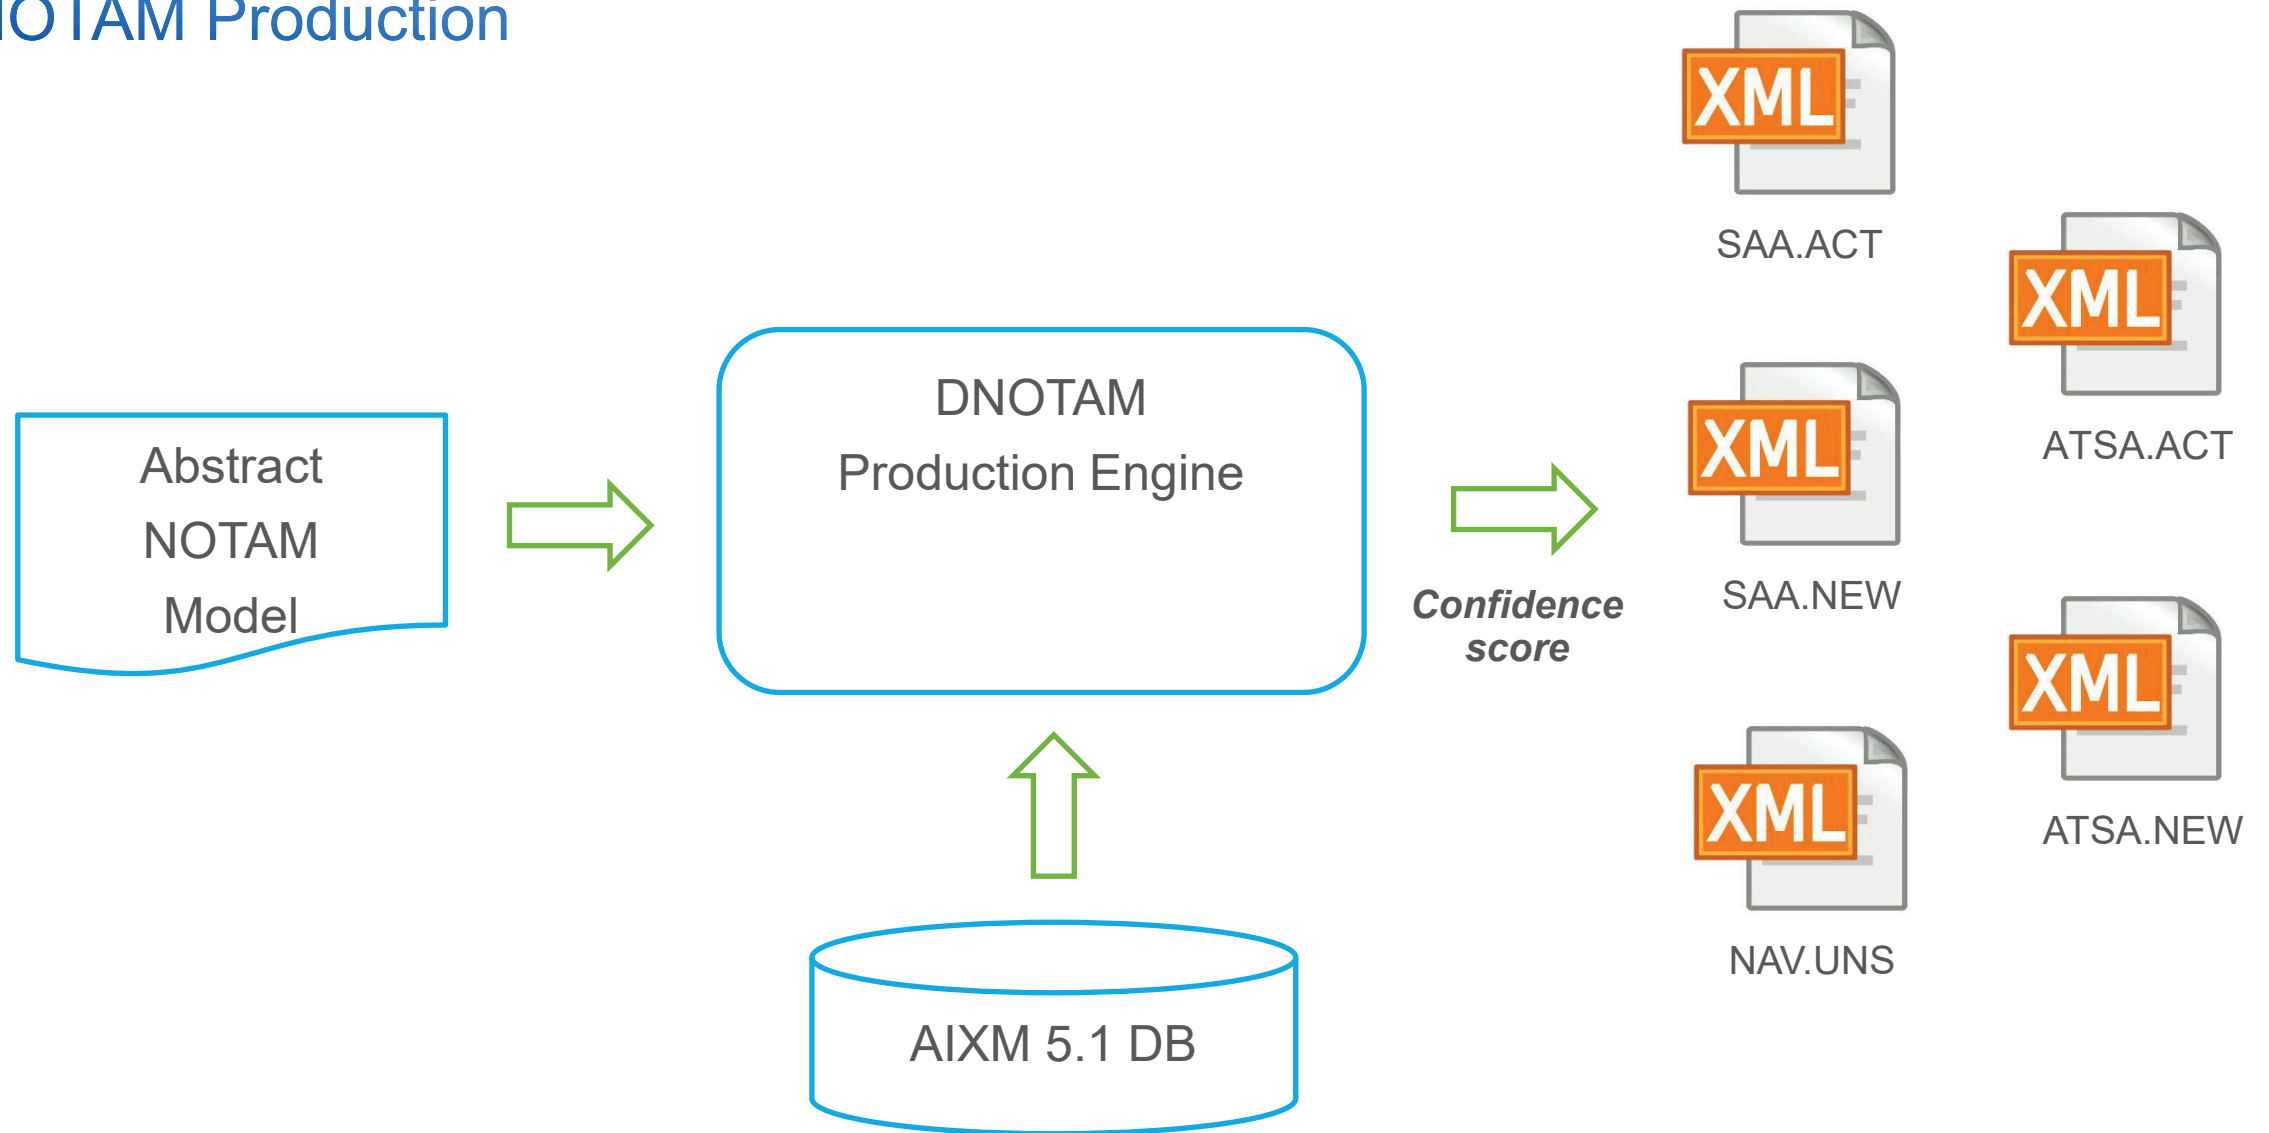 NOTAM Production
Abstract
NOTAM
Model
DNOTAM
Production Engine
Confidence
score
AIXM 5.1 DB
XML
SAA.ACT
XML
ATSA.ACT
XML
SAA.NEW
XML
ATSA.NEW
XML
NAV.UNS